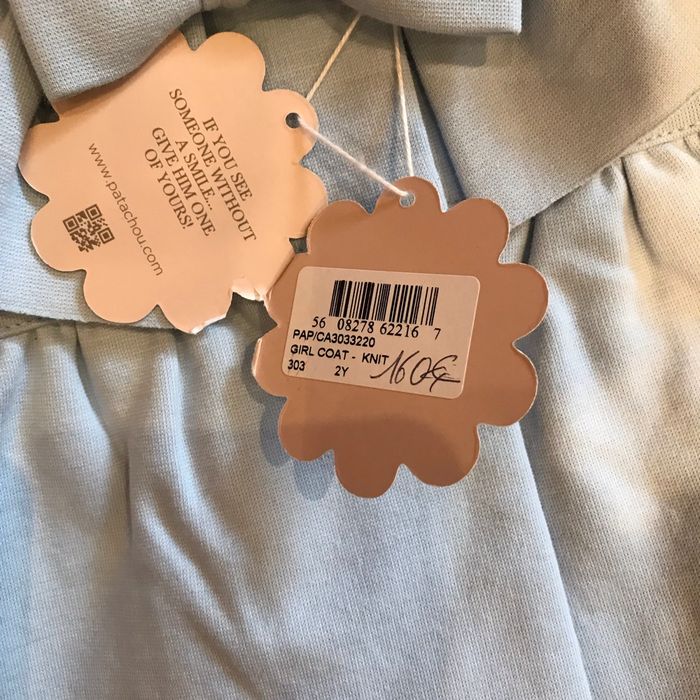 IF YOU SEE
SOMEONE WITHOUT
A SMILE...
GIVE HIM ONE
OF YOURS!
www.patachou.com
56 08278 62216 7
PAP/CA3033220
GIRL COAT - KNIT
303 2Y 160€